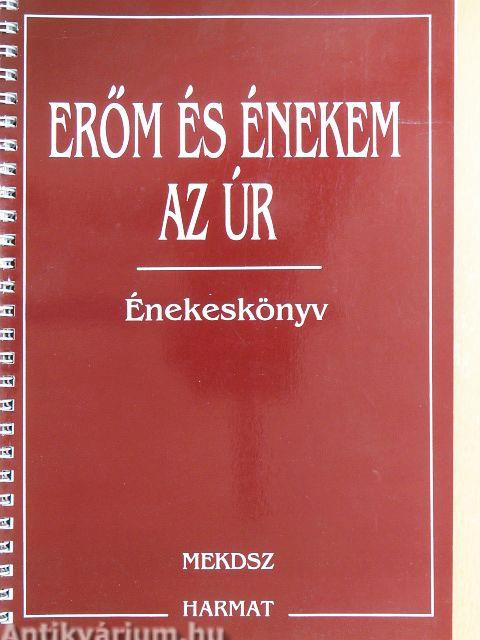 ERŐM ÉS ÉNEKEM
AZ ÚR
Énekeskönyv
MEKDSZ
HARMAT
Antikvárium.hu